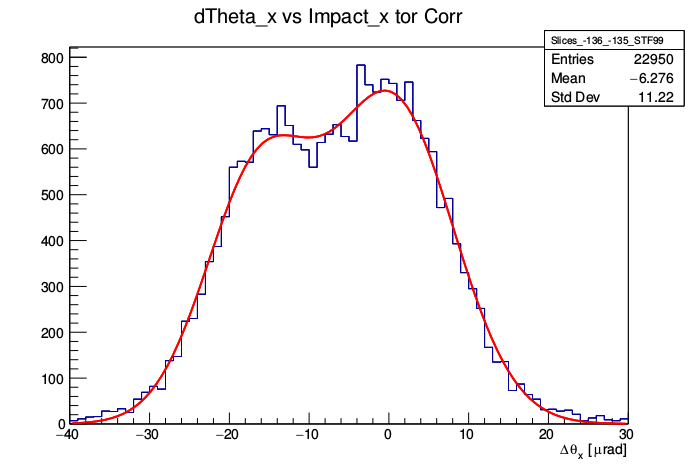 dTheta_x vs Impact_x tor Corr
Slices_-136_-135_STF99
Entries 22950
Mean −6.276
Std Dev 11.22
800
700
600
500
400
300
200
100
0
−40 −30 −20 −10 0 10 20 30
Δθx [μrad]